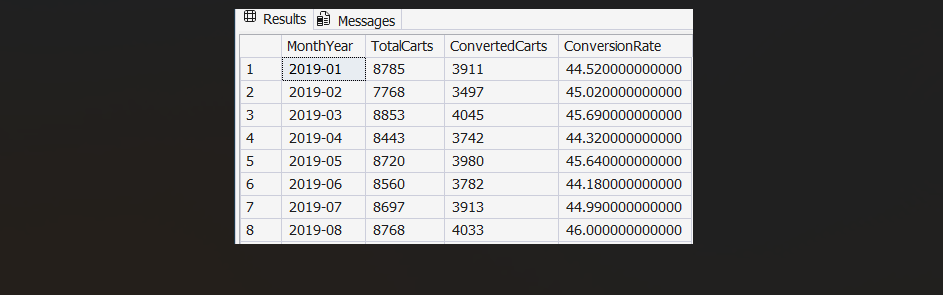 Results Messages
MonthYear TotalCarts ConvertedCarts ConversionRate
1 2019-01 8785 3911 44.520000000000
2 2019-02 7768 3497 45.020000000000
3 2019-03 8853 4045 45.690000000000
4 2019-04 8443 3742 44.320000000000
5 2019-05 8720 3980 45.640000000000
6 2019-06 8560 3782 44.180000000000
7 2019-07 8697 3913 44.990000000000
8 2019-08 8768 4033 46.000000000000